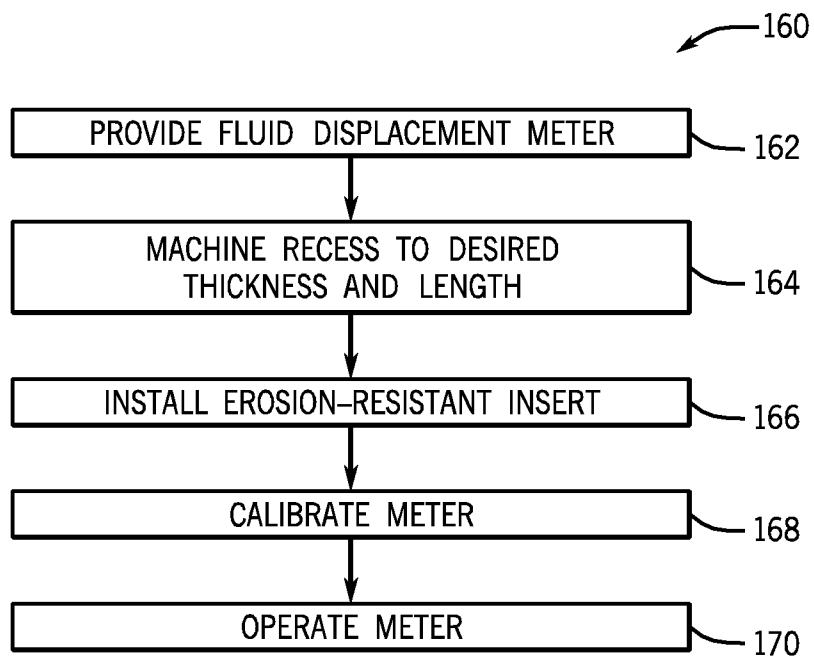 160
PROVIDE FLUID DISPLACEMENT METER
162
MACHINE RECESS TO DESIRED
THICKNESS AND LENGTH
164
INSTALL EROSION–RESISTANT INSERT
166
CALIBRATE METER
168
OPERATE METER
170